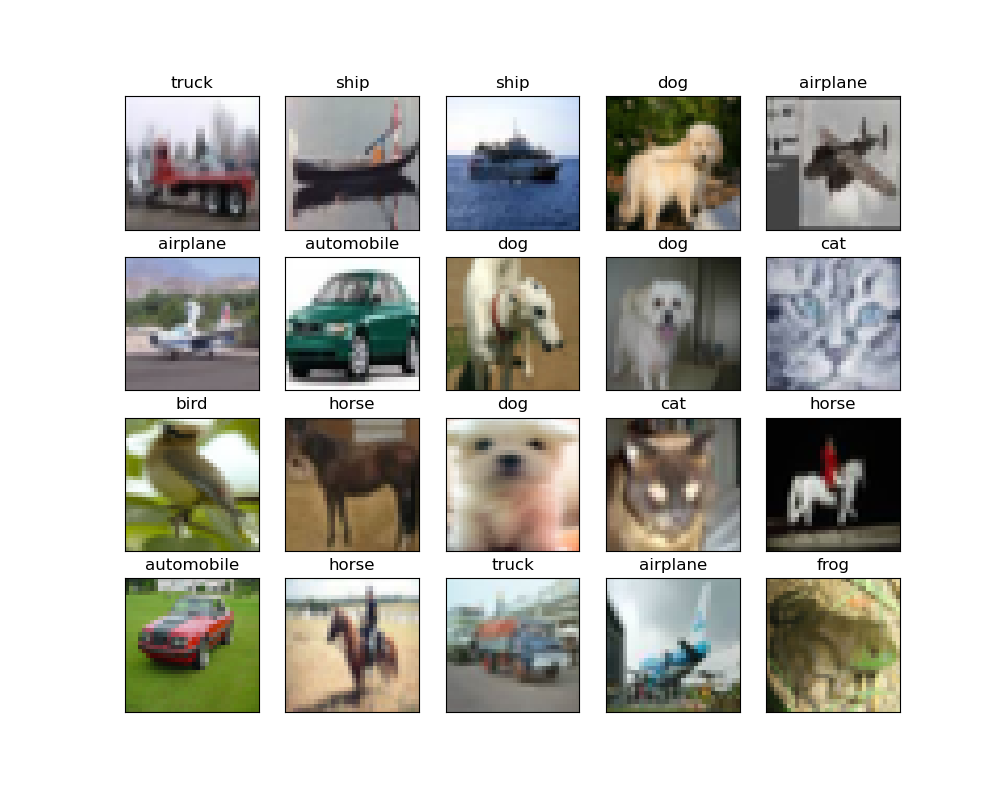 truck ship ship dog airplane
airplane automobile dog dog cat
bird horse dog cat horse
automobile horse truck airplane frog